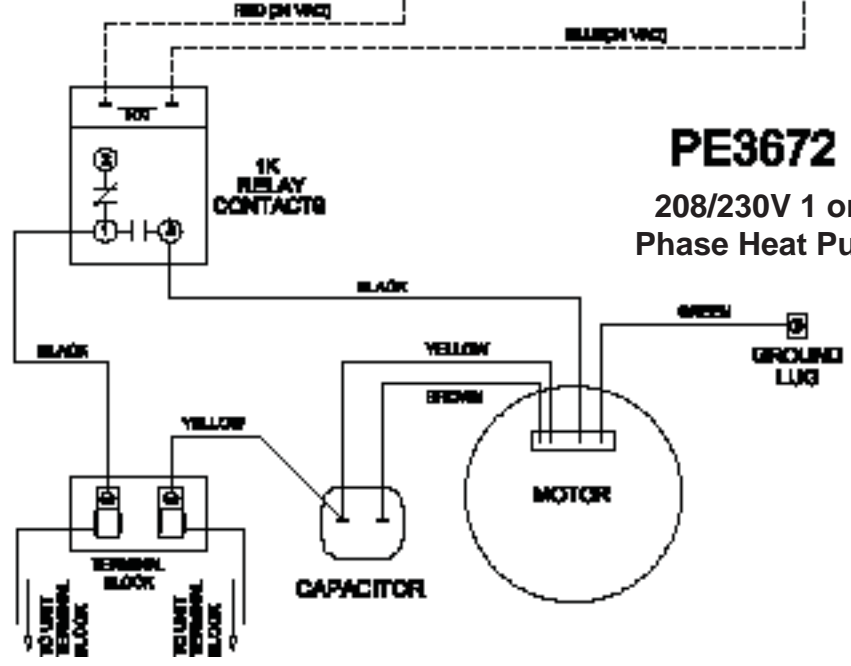 RED (24 VAC)
BLUE (24 VAC)
1K
RELAY
CONTACTS
1
PE3672
208/230V 1 or
Phase Heat Pu
BLACK
GREEN
GROUND
LUG
BLACK
YELLOW
BROWN
YELLOW
MOTOR
TERMINAL
BLOCK
CAPACITOR
TO UNIT
TERMINAL
BLOCK
TO UNIT
TERMINAL
BLOCK